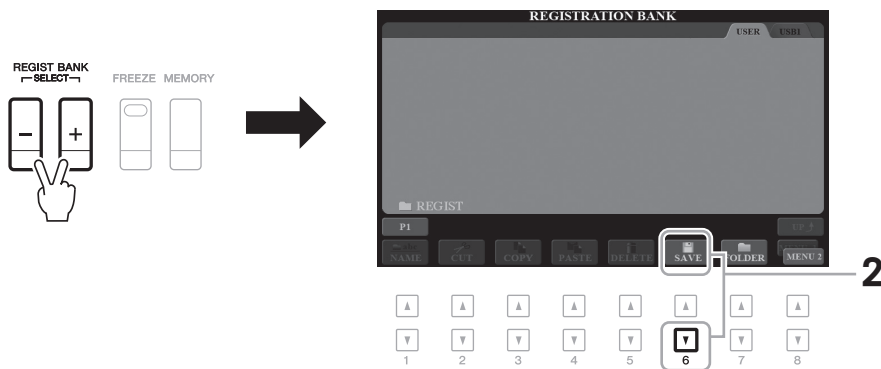 REGIST BANK
SELECT
FREEZE MEMORY
- +
REGISTRATION BANK
USER USB1
REGIST
P1 UP
NAME CUT COPY PASTE DELETE SAVE FOLDER MENU 2
2
1 2 3 4 5 6 7 8